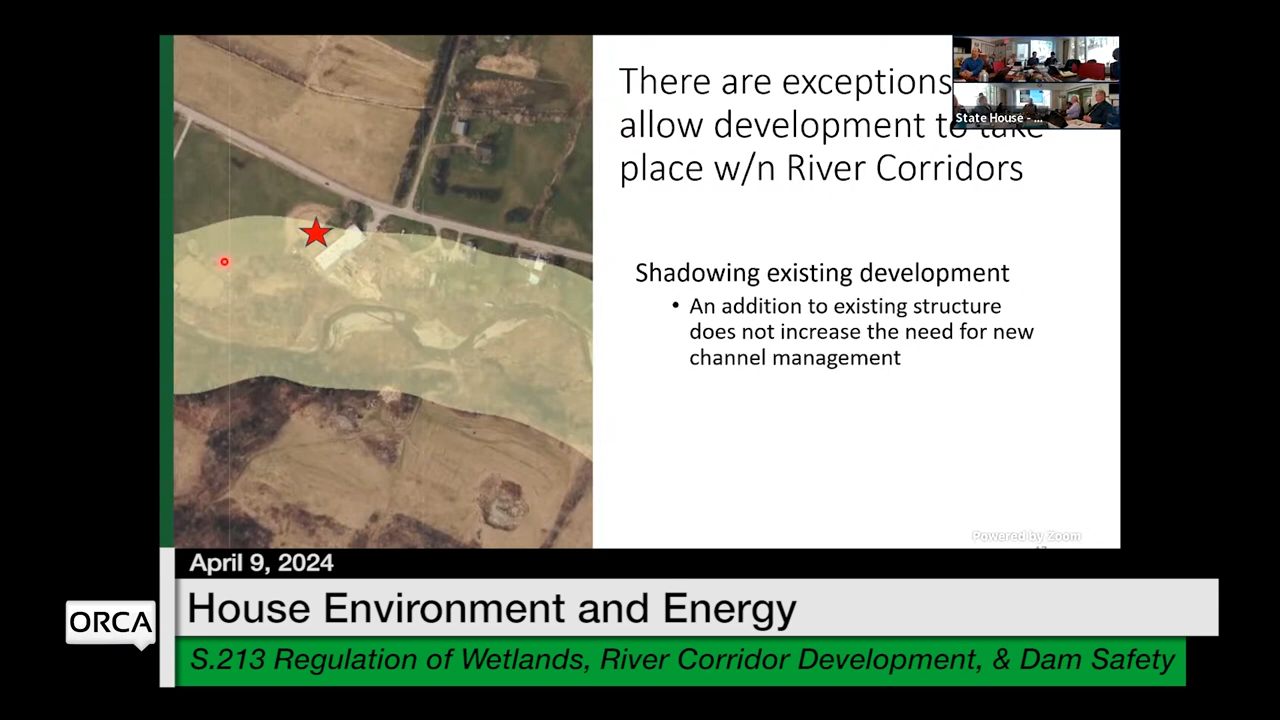 There are exceptions
allow development to take
place w/n River Corridors
State House - ...
Shadowing existing development
• An addition to existing structure
does not increase the need for new
channel management
Powered by Zoom
April 9, 2024
House Environment and Energy
ORCA
S.213 Regulation of Wetlands, River Corridor Development, & Dam Safety